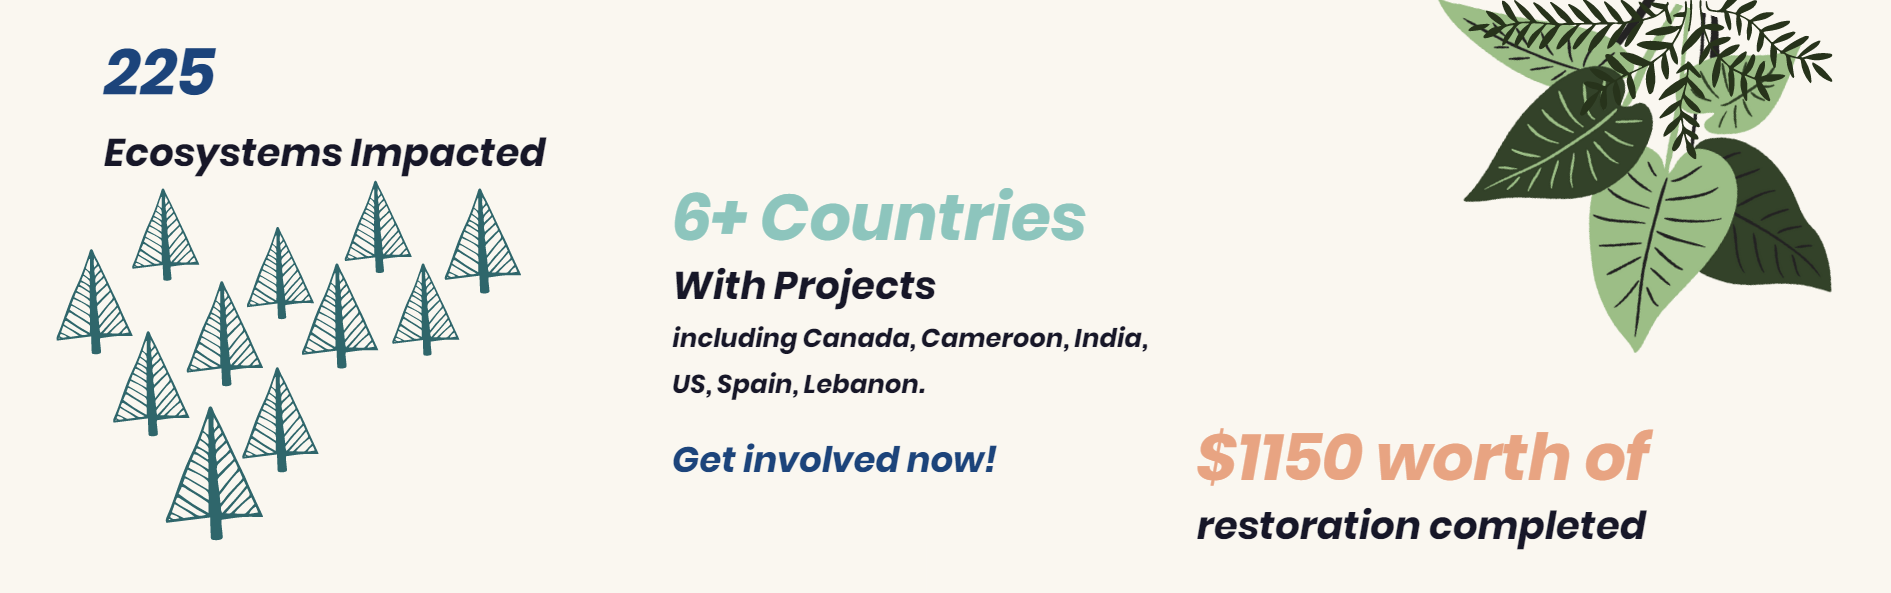 225
Ecosystems Impacted
6+ Countries
With Projects
including Canada, Cameroon, India,
US, Spain, Lebanon.
Get involved now!
$1150 worth of
restoration completed